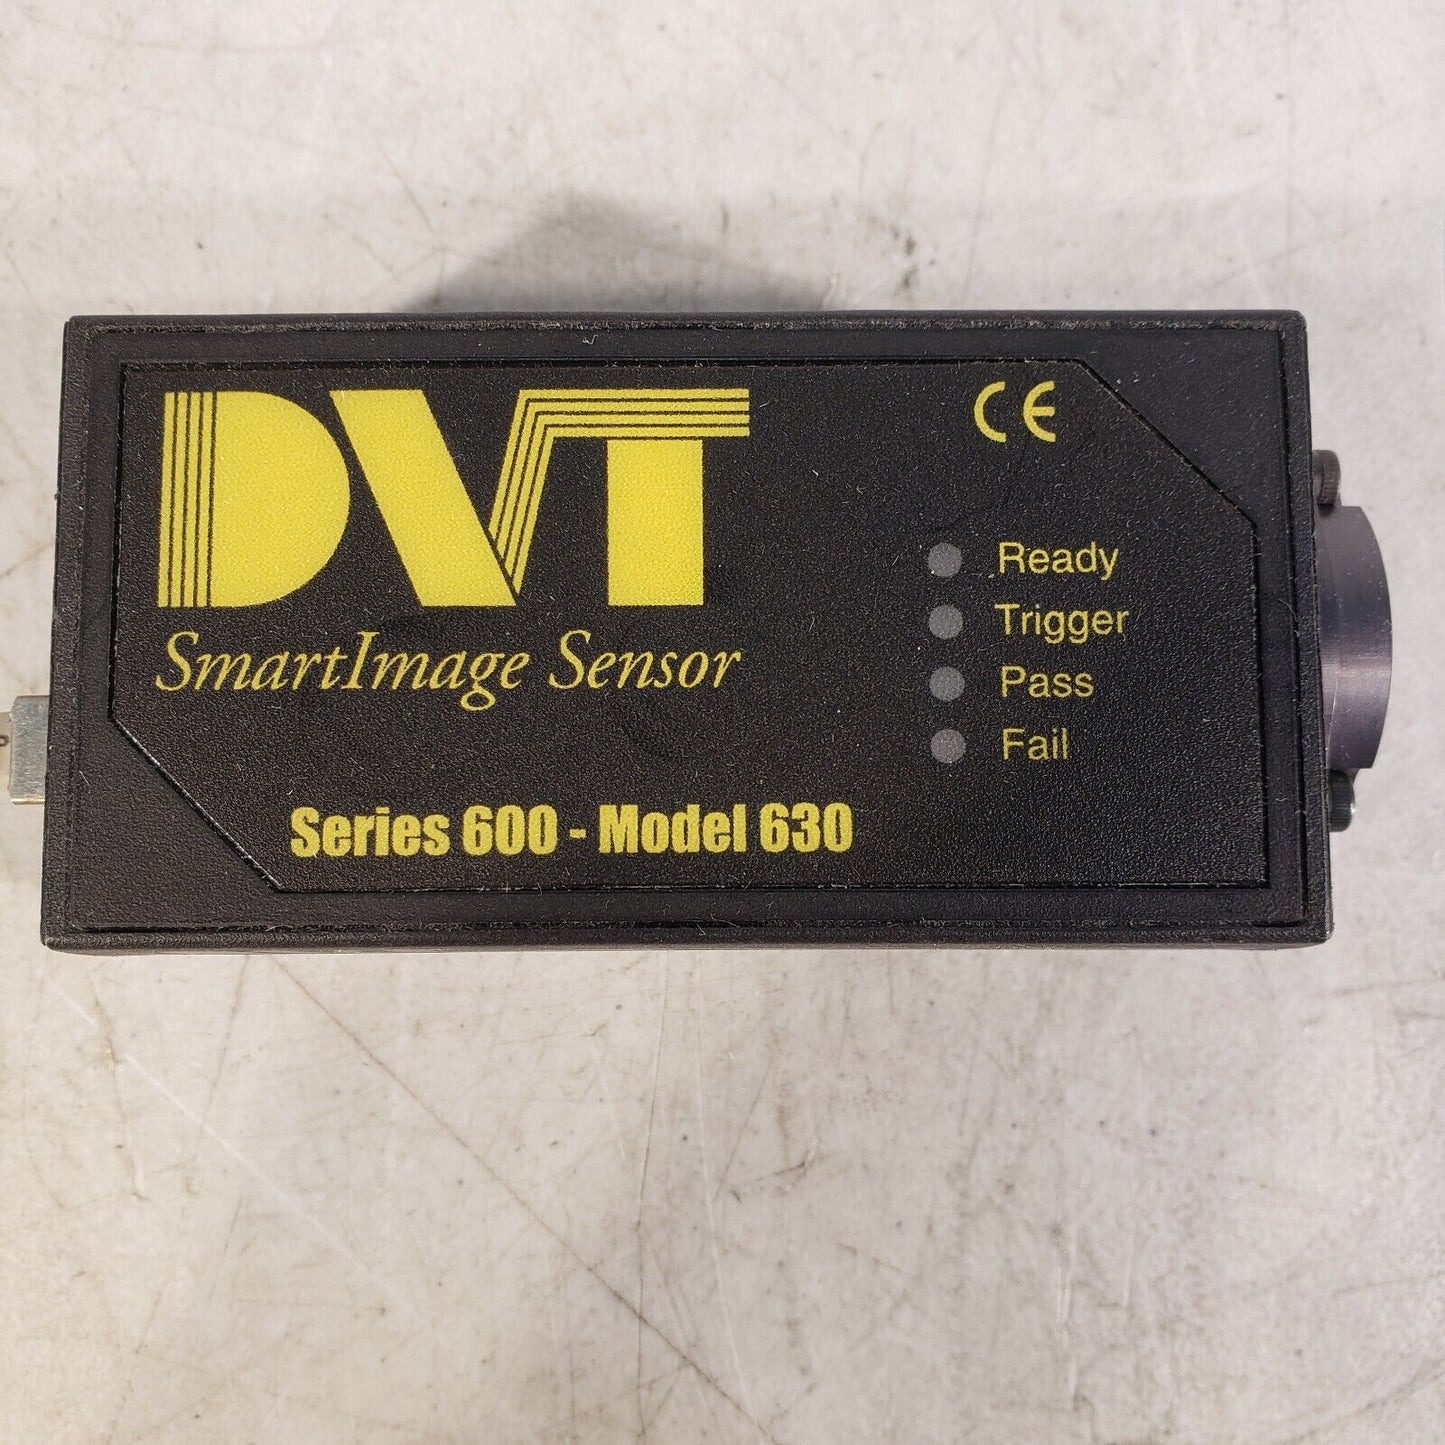 DVT
CE
SmartImage Sensor
Ready
Trigger
Pass
Fail
Series 600 - Model 630